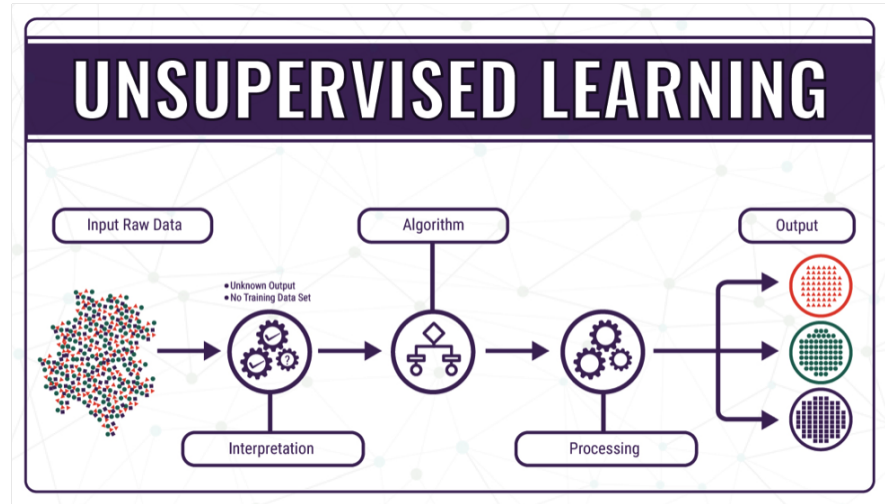 UNSUPERVISED LEARNING
Input Raw Data
Algorithm
Output
• Unknown Output
• No Training Data Set
?
Interpretation
Processing